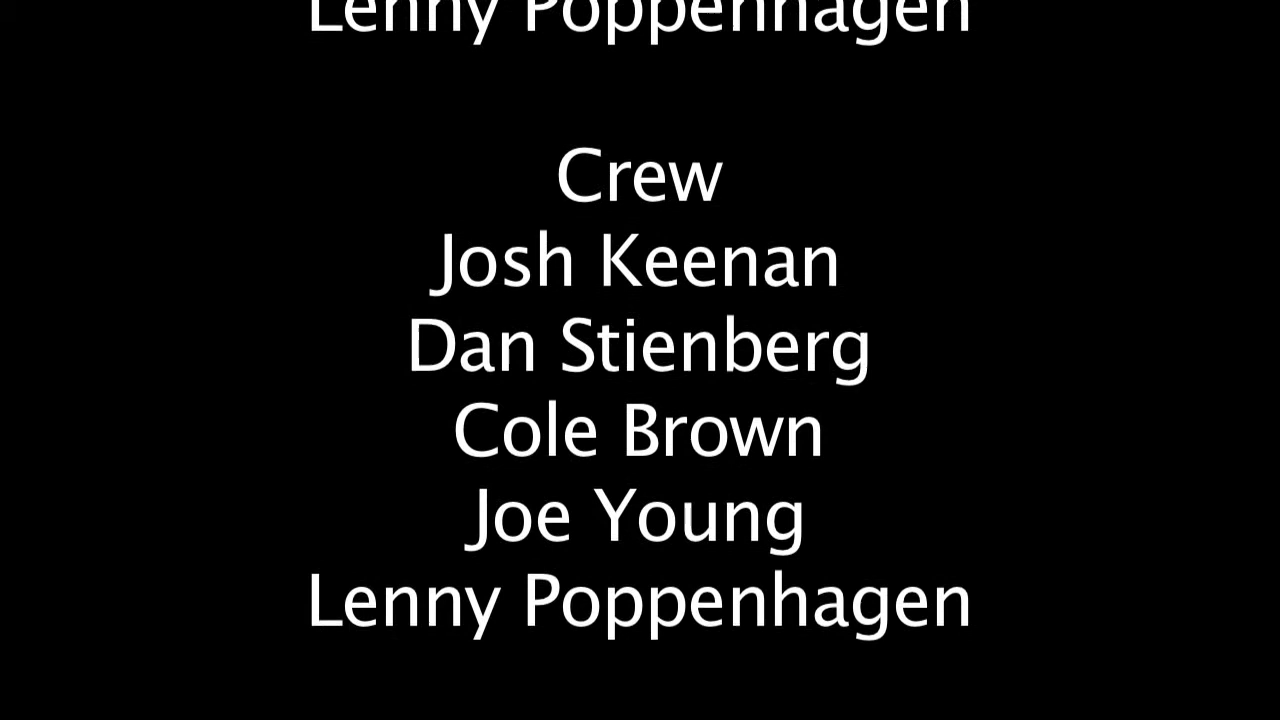 Lenny Poppenhagen
Crew
Josh Keenan
Dan Stienberg
Cole Brown
Joe Young
Lenny Poppenhagen